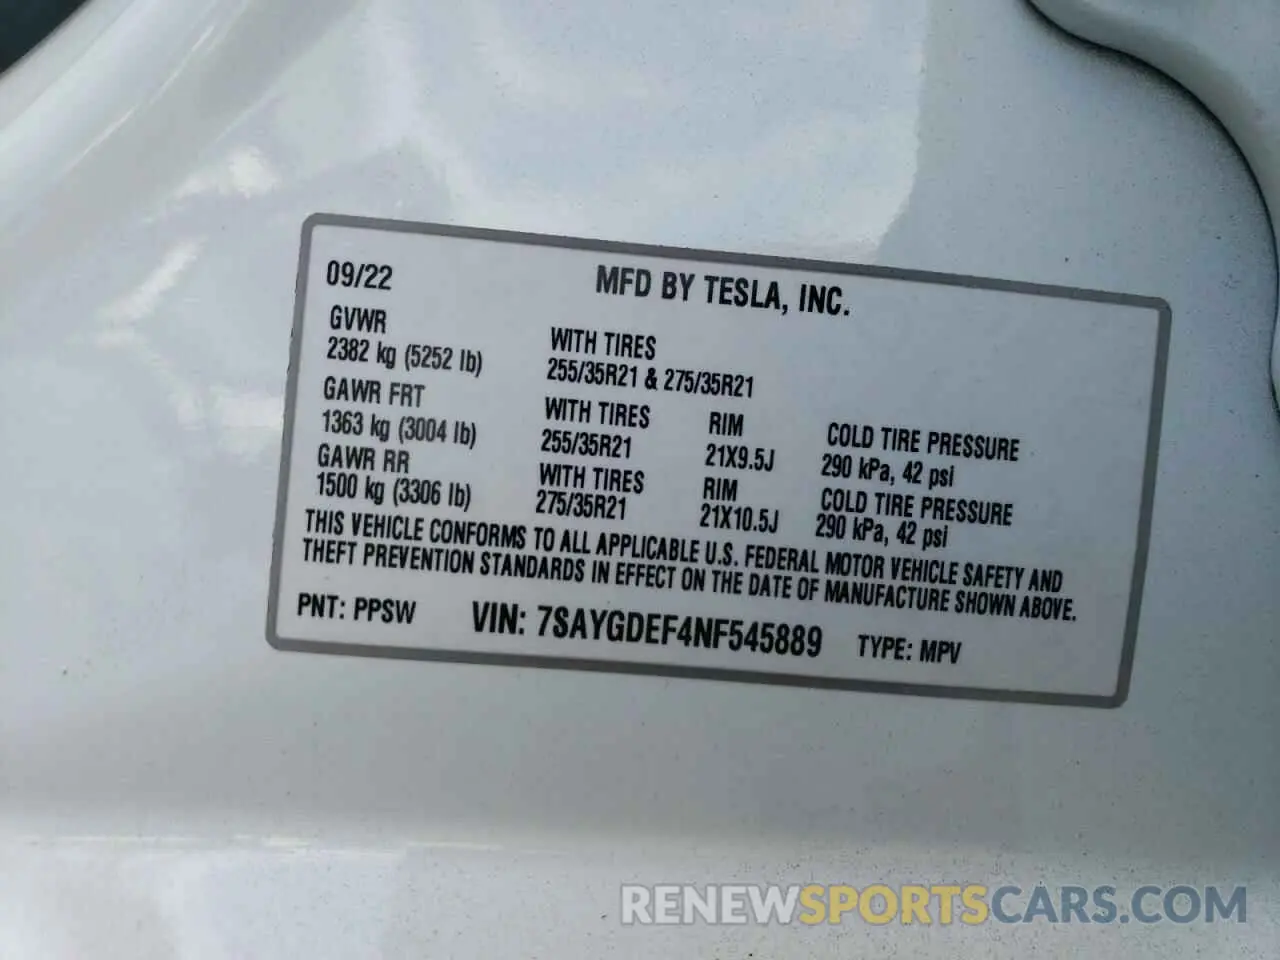 09/22 MFD BY TESLA, INC.
GVWR WITH TIRES
2382 kg (5252 lb) 255/35R21 & 275/35R21
GAWR FRT WITH TIRES RIM COLD TIRE PRESSURE
1363 kg (3004 lb) 255/35R21 21X9.5J 290 kPa, 42 psi
GAWR RR WITH TIRES RIM COLD TIRE PRESSURE
1500 kg (3306 lb) 275/35R21 21X10.5J 290 kPa, 42 psi
THIS VEHICLE CONFORMS TO ALL APPLICABLE U.S. FEDERAL MOTOR VEHICLE SAFETY AND
THEFT PREVENTION STANDARDS IN EFFECT ON THE DATE OF MANUFACTURE SHOWN ABOVE.
PNT: PPSW VIN: 7SAYGDEF4NF545889 TYPE: MPV
RENEWSPORTSCARS.COM